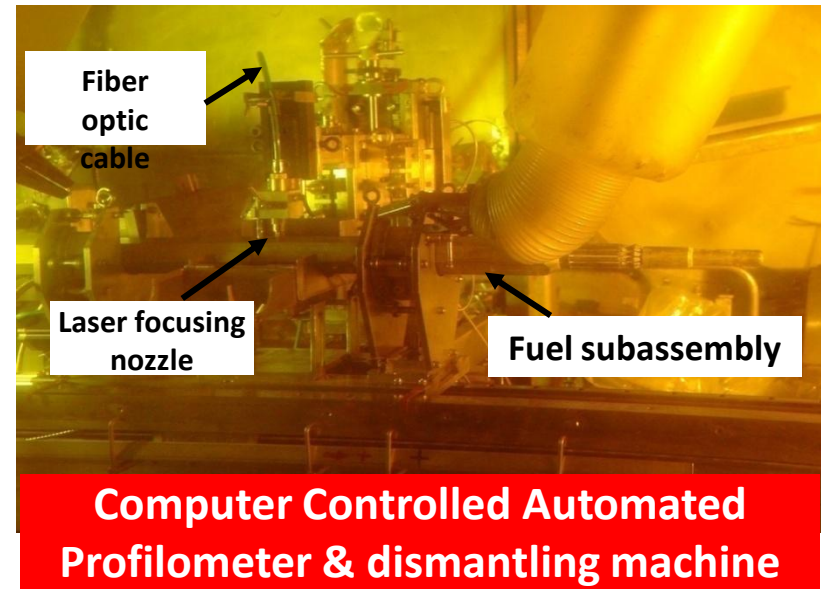 Fiber
optic
cable
Laser focusing
nozzle
Fuel subassembly
Computer Controlled Automated
Profilometer & dismantling machine